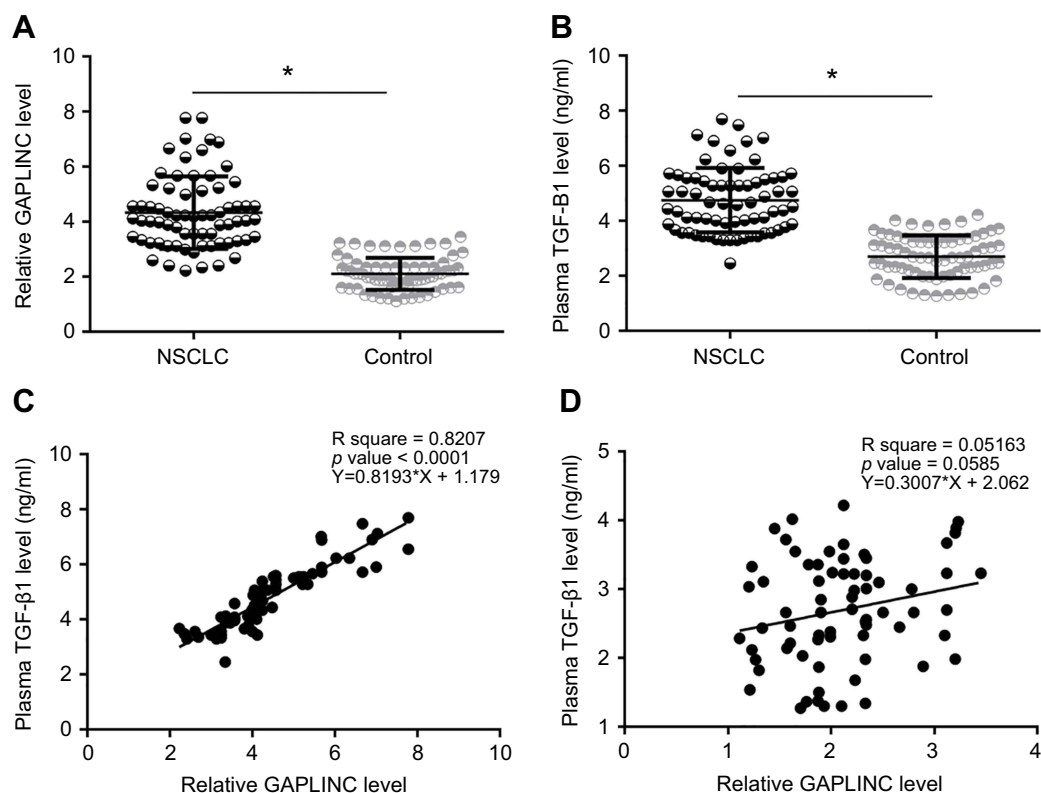 A
Relative GAPLINC level
10
8
6
4
2
0
*
NSCLC
Control
B
Plasma TGF-B1 level (ng/ml)
10
8
6
4
2
0
*
NSCLC
Control
C
Plasma TGF-β1 level (ng/ml)
10
8
6
4
2
0
R square = 0.8207
p value < 0.0001
Y=0.8193*X + 1.179
0 2 4 6 8 10
Relative GAPLINC level
D
Plasma TGF-β1 level (ng/ml)
5
4
3
2
1
R square = 0.05163
p value = 0.0585
Y=0.3007*X + 2.062
0 1 2 3 4
Relative GAPLINC level